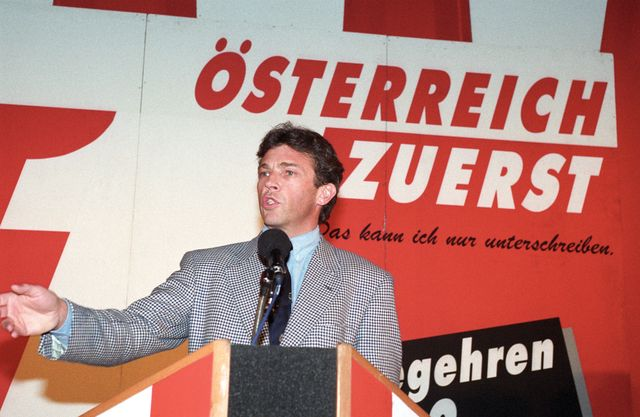 ÖSTERREICH
ZUERST
Das kann ich nur unterschreiben.
egehren